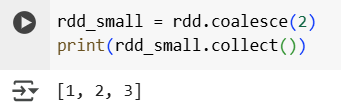 rdd_small = rdd.coalesce(2)
print(rdd_small.collect())
[1, 2, 3]